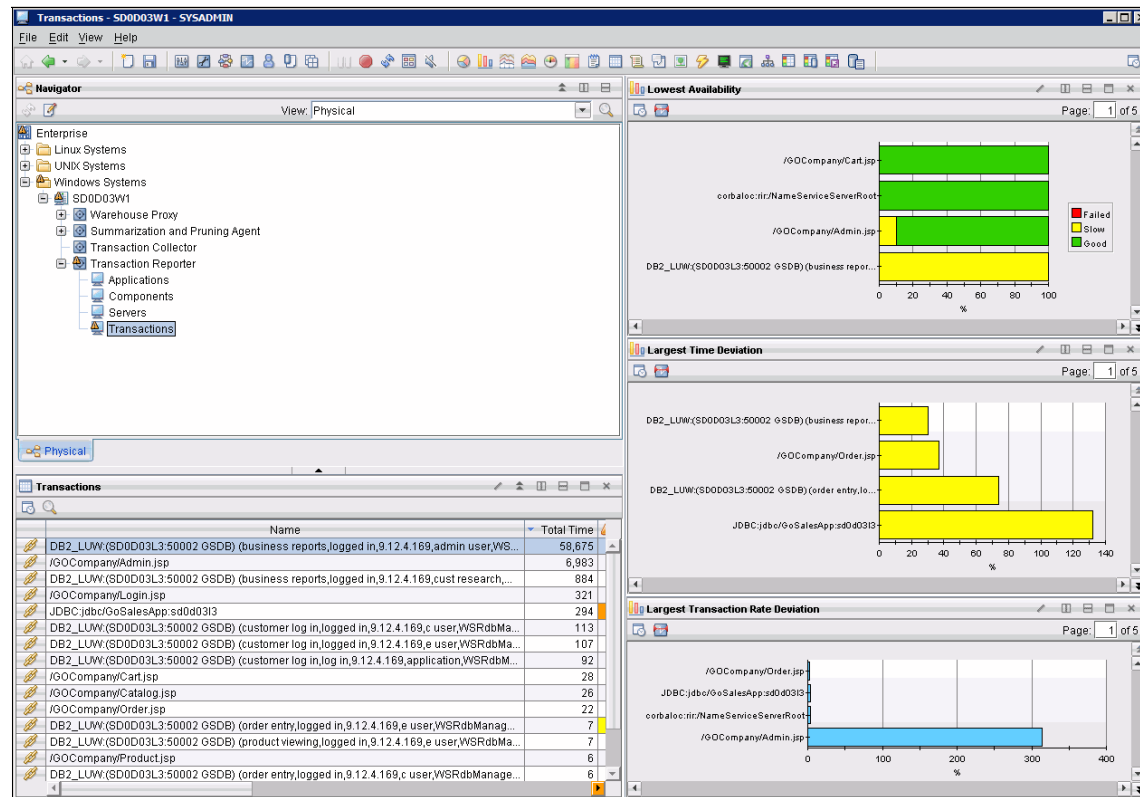 Transactions - SD0D03W1 - SYSADMIN
File Edit View Help
Navigator
View: Physical
Enterprise
Linux Systems
UNIX Systems
Windows Systems
SD0D03W1
Warehouse Proxy
Summarization and Pruning Agent
Transaction Collector
Transaction Reporter
Applications
Components
Servers
Transactions
Physical
Transactions
Name Total Time
DB2_LUW:(SD0D03L3:50002 GSDB) (business reports,logged in,9.12.4.169,admin user,WS... 58,675
/GOCompany/Admin.jsp 6,983
DB2_LUW:(SD0D03L3:50002 GSDB) (business reports,logged in,9.12.4.169,cust research,... 884
/GOCompany/Login.jsp 321
JDBC:jdbc/GoSalesApp:sd0d03l3 294
DB2_LUW:(SD0D03L3:50002 GSDB) (customer log in,logged in,9.12.4.169,c user,WSRdbMa... 113
DB2_LUW:(SD0D03L3:50002 GSDB) (customer log in,logged in,9.12.4.169,e user,WSRdbMa... 107
DB2_LUW:(SD0D03L3:50002 GSDB) (customer log in,log in,9.12.4.169,application,WSRdbM... 92
/GOCompany/Cart.jsp 28
/GOCompany/Catalog.jsp 26
/GOCompany/Order.jsp 22
DB2_LUW:(SD0D03L3:50002 GSDB) (order entry,logged in,9.12.4.169,e user,WSRdbManag... 7
DB2_LUW:(SD0D03L3:50002 GSDB) (product viewing,logged in,9.12.4.169,e user,WSRdbMa... 7
/GOCompany/Product.jsp 6
DB2_LUW:(SD0D03L3:50002 GSDB) (order entry,logged in,9.12.4.169,c user,WSRdbManage... 6
Lowest Availability
Page: 1 of 5
/GOCompany/Cart.jsp
corbaloc:rir:/NameServiceServerRoot
/GOCompany/Admin.jsp
DB2_LUW:(SD0D03L3:50002 GSDB) (business repor...
0 20 40 60 80 100
%
Failed
Slow
Good
Largest Time Deviation
Page: 1 of 5
DB2_LUW:(SD0D03L3:50002 GSDB) (business repor...
/GOCompany/Order.jsp
DB2_LUW:(SD0D03L3:50002 GSDB) (order entry,lo...
JDBC:jdbc/GoSalesApp:sd0d03l3
0 20 40 60 80 100 120 140
%
Largest Transaction Rate Deviation
Page: 1 of 5
/GOCompany/Order.jsp
JDBC:jdbc/GoSalesApp:sd0d03l3
corbaloc:rir:/NameServiceServerRoot
/GOCompany/Admin.jsp
0 100 200 300 400
%